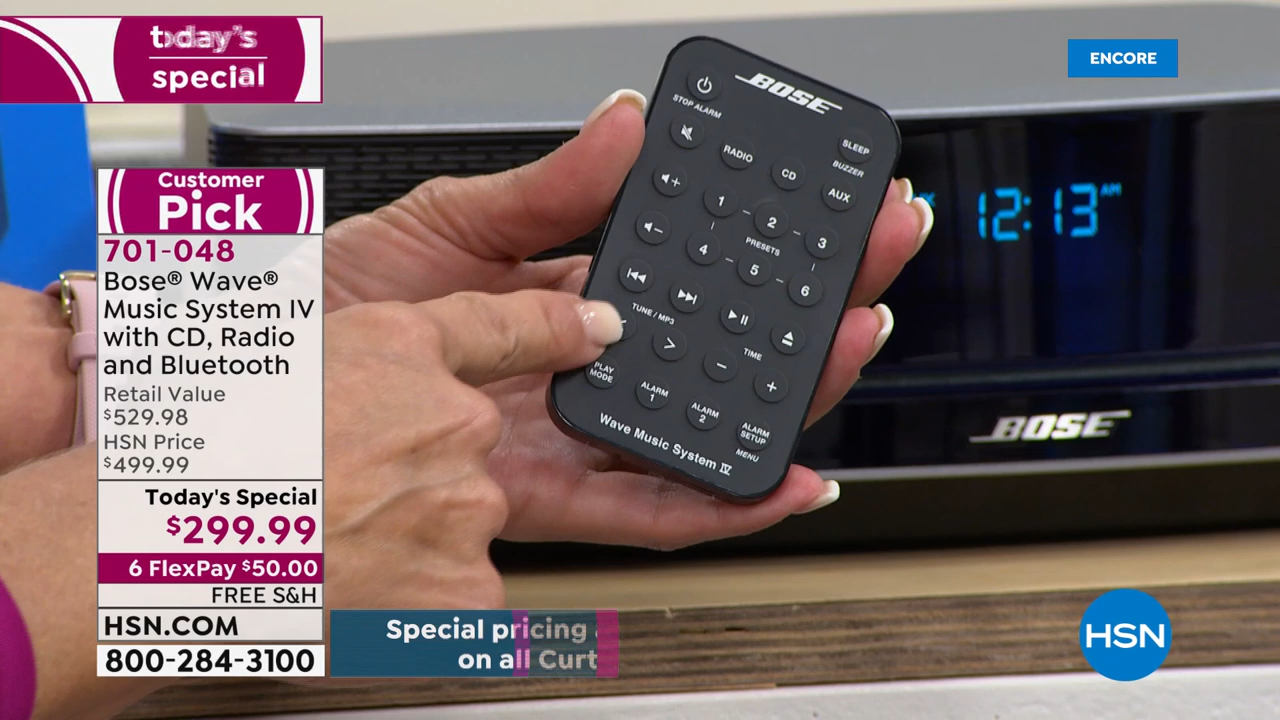 today's
special
ENCORE
Customer
Pick
701-048
Bose® Wave®
Music System IV
with CD, Radio
and Bluetooth
Retail Value
$529.98
HSN Price
$499.99
Today's Special
$299.99
6 FlexPay $50.00
FREE S&H
HSN.COM
800-284-3100
Special pricing
on all
HSN
BOSE
STOP ALARM
SLEEP
BUZZER
RADIO
CD
AUX
1 - 2 - 3
PRESETS
4 - 5 - 6
TUNE / MP3
>
TIME
− +
PLAY
MODE
ALARM
1
ALARM
2
ALARM
SETUP
MENU
Wave Music System IV
12:13 AM
BOSE